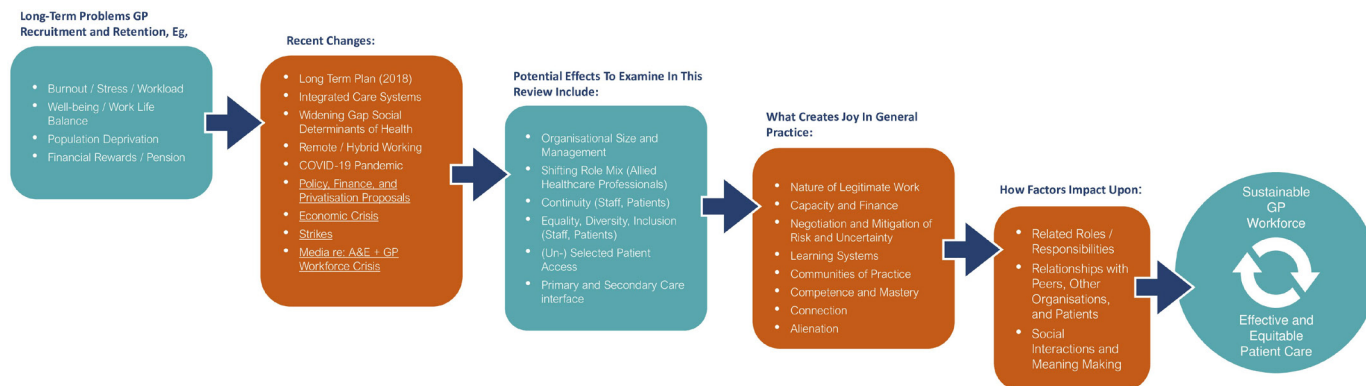 Long-Term Problems GP
Recruitment and Retention, Eg,
• Burnout / Stress / Workload
• Well-being / Work Life
Balance
• Population Deprivation
• Financial Rewards / Pension
Recent Changes:
• Long Term Plan (2018)
• Integrated Care Systems
• Widening Gap Social
Determinants of Health
• Remote / Hybrid Working
• COVID-19 Pandemic
• Policy, Finance, and
Privatisation Proposals
• Economic Crisis
• Strikes
• Media re: A&E + GP
Workforce Crisis
Potential Effects To Examine In This
Review Include:
• Organisational Size and
Management
• Shifting Role Mix (Allied
Healthcare Professionals)
• Continuity (Staff, Patients)
• Equality, Diversity, Inclusion
(Staff, Patients)
• (Un-) Selected Patient
Access
• Primary and Secondary Care
interface
What Creates Joy In General
Practice:
• Nature of Legitimate Work
• Capacity and Finance
• Negotiation and Mitigation of
Risk and Uncertainty
• Learning Systems
• Communities of Practice
• Competence and Mastery
• Connection
• Alienation
How Factors Impact Upon:
• Related Roles /
Responsibilities
• Relationships with
Peers, Other
Organisations,
and Patients
• Social
Interactions and
Meaning Making
Sustainable
GP
Workforce
Effective and
Equitable
Patient Care